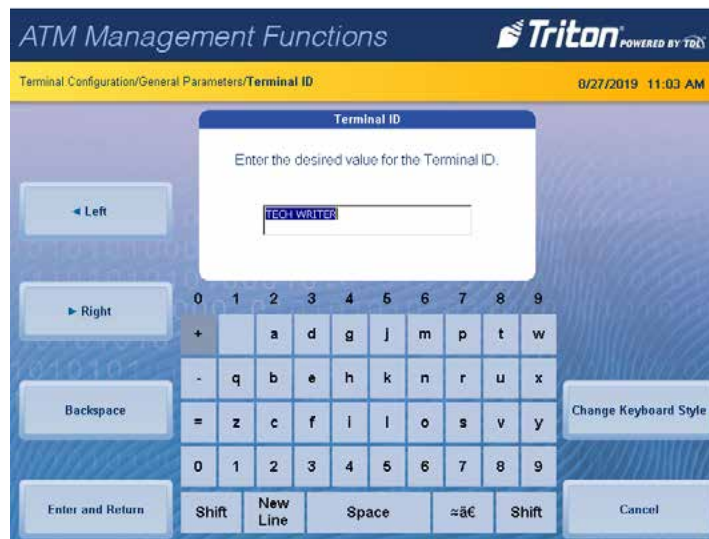 ATM Management Functions
Triton POWERED BY TDL
Terminal Configuration/General Parameters/Terminal ID
8/27/2019 11:03 AM
Terminal ID
Enter the desired value for the Terminal ID.
TECH WRITER
◄ Left
► Right
Backspace
Enter and Return
0 1 2 3 4 5 6 7 8 9
+ a d g j m p t w
- q b e h k n r u x
= z c f i l o s v y
0 1 2 3 4 5 6 7 8 9
Shift New Line Space ≈ã€ Shift
Change Keyboard Style
Cancel